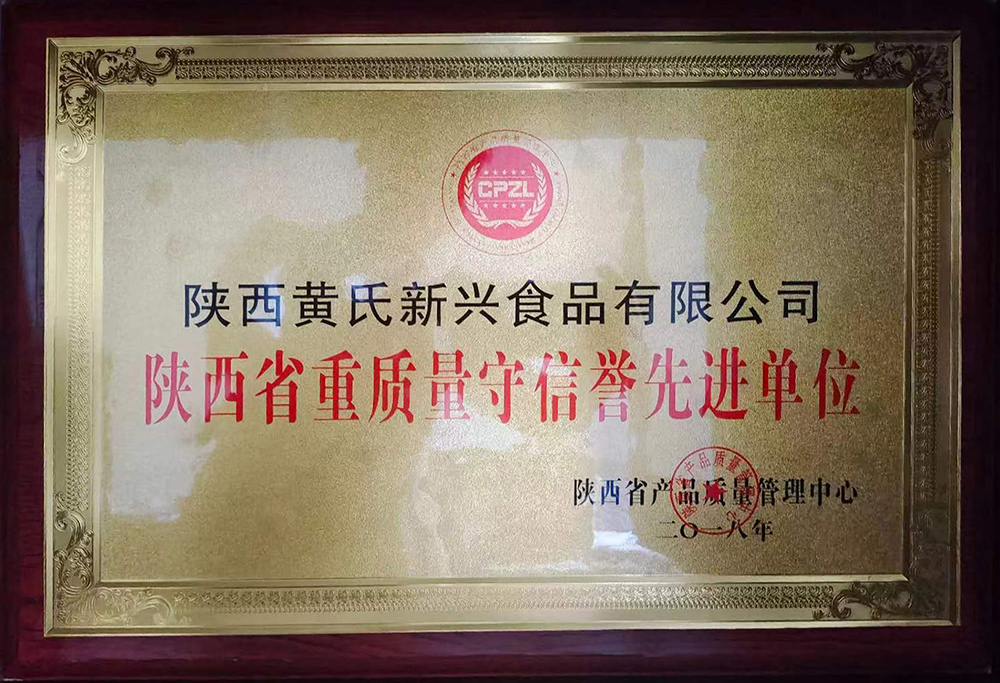 CPZL
陕西黄氏新兴食品有限公司
陕西省重质量守信誉先进单位
陕西省产品质量管理中心
二〇一八年